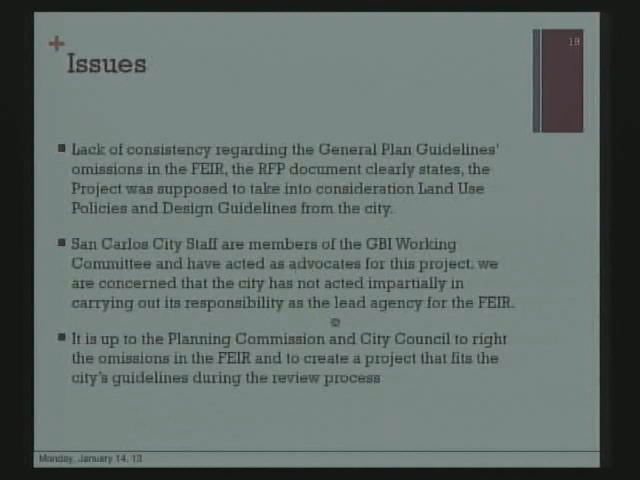 19
Issues
Lack of consistency regarding the General Plan Guidelines'
omissions in the FEIR, the RFP document clearly states, the
Project was supposed to take into consideration Land Use
Policies and Design Guidelines from the city.
San Carlos City Staff are members of the GBI Working
Committee and have acted as advocates for this project. we
are concerned that the city has not acted impartially in
carrying out its responsibility as the lead agency for the FEIR.
It is up to the Planning Commission and City Council to right
the omissions in the FEIR and to create a project that fits the
city's guidelines during the review process
Monday, January 14, 13